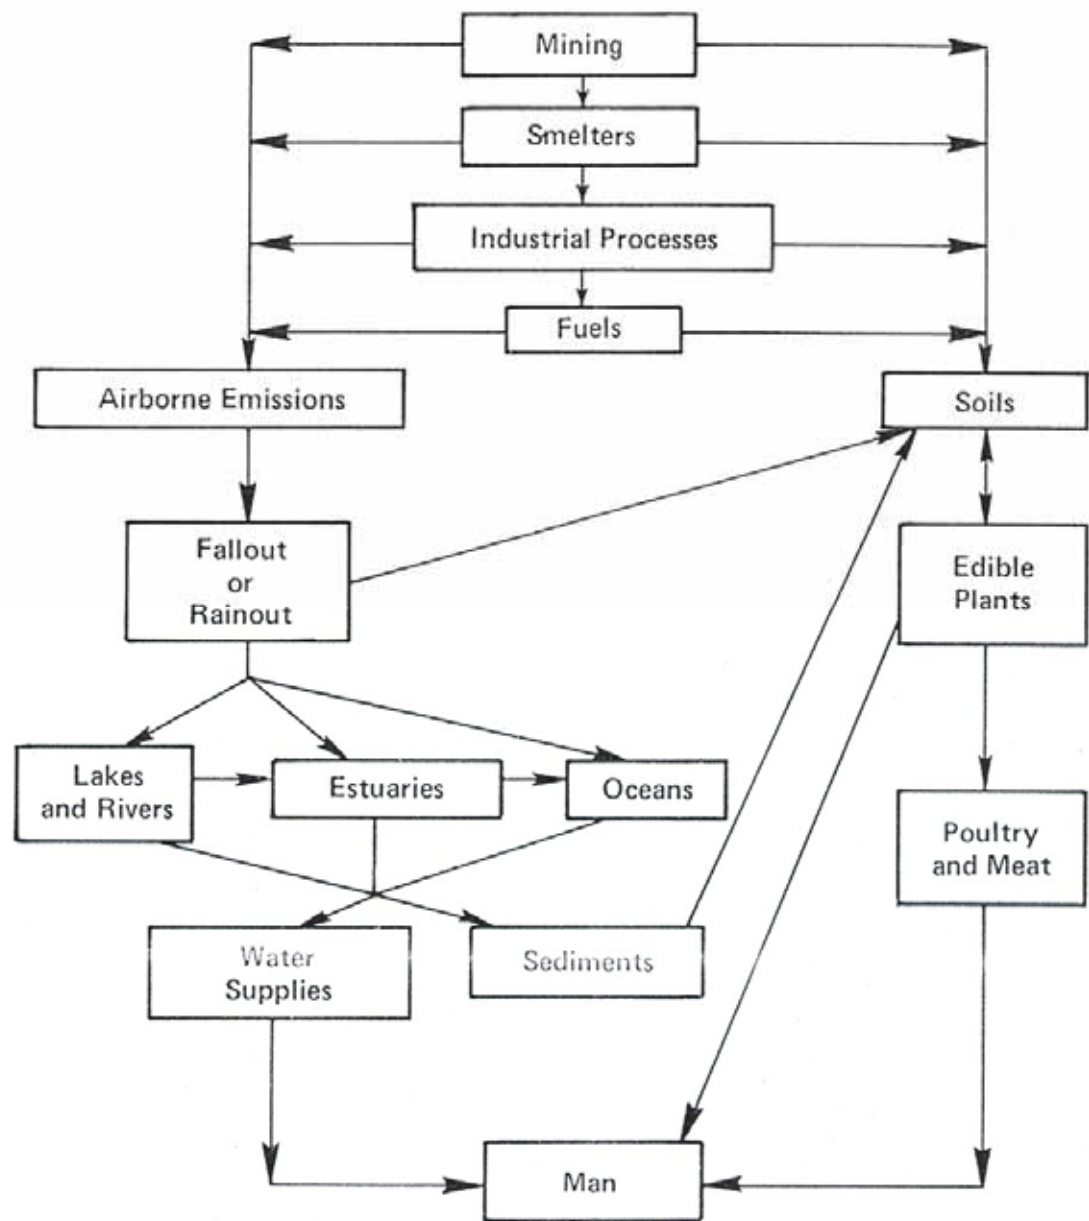 Mining
Smelters
Industrial Processes
Fuels
Airborne Emissions
Soils
Fallout
or
Rainout
Edible
Plants
Lakes
and Rivers
Estuaries
Oceans
Poultry
and Meat
Water
Supplies
Sediments
Man